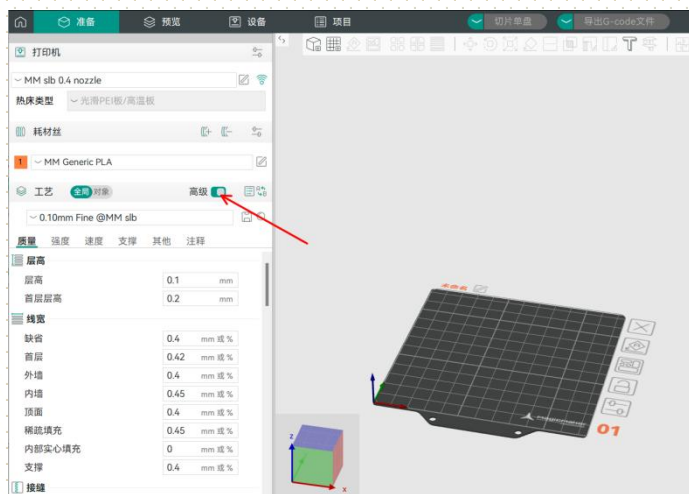 准备 预览 设备 项目 切片单盘 导出G-code文件
打印机
MM slb 0.4 nozzle
热床类型 光滑PEI板/高温板
耗材丝
1 MM Generic PLA
工艺 全局 对象 高级
0.10mm Fine @MM slb
质量 强度 速度 支撑 其他 注释
层高
层高 0.1 mm
首层层高 0.2 mm
线宽
缺省 0.4 mm 或 %
首层 0.42 mm 或 %
外墙 0.4 mm 或 %
内墙 0.45 mm 或 %
顶面 0.4 mm 或 %
稀疏填充 0.45 mm 或 %
内部实心填充 0 mm 或 %
支撑 0.4 mm 或 %
接缝
未命名
01
z
x